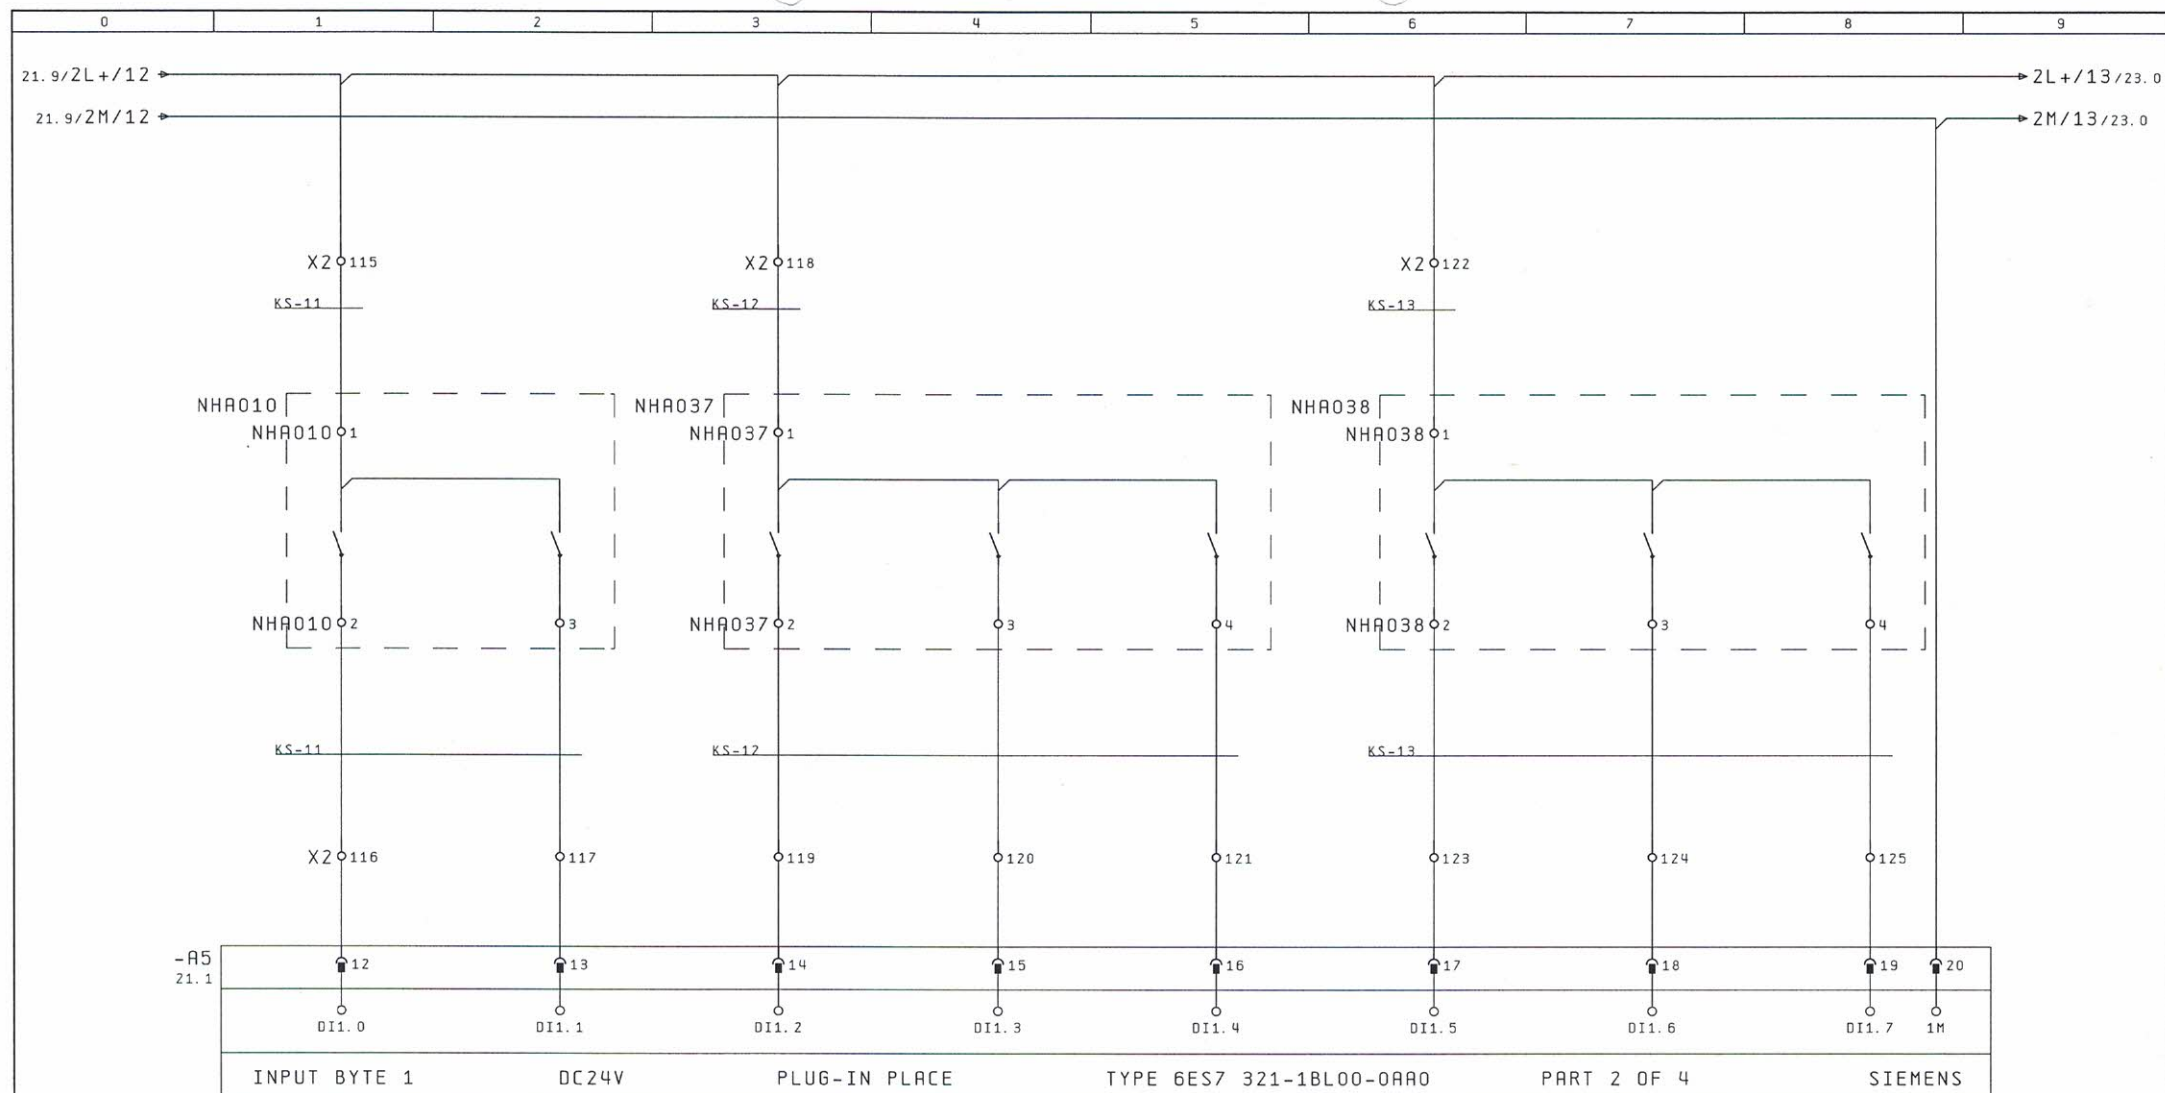 0 1 2 3 4 5 6 7 8 9
21.9/2L+/12 2L+/13/23.0
21.9/2M/12 2M/13/23.0
X2 115 X2 118 X2 122
KS-11 KS-12 KS-13
NHA010 NHA037 NHA038
NHA010 1 NHA037 1 NHA038 1
NHA010 2 3 NHA037 2 3 4 NHA038 2 3 4
KS-11 KS-12 KS-13
X2 116 117 119 120 121 123 124 125
-A5 12 13 14 15 16 17 18 19 20
21.1
DI1.0 DI1.1 DI1.2 DI1.3 DI1.4 DI1.5 DI1.6 DI1.7 1M
INPUT BYTE 1 DC24V PLUG-IN PLACE TYPE 6ES7 321-1BL00-0AA0 PART 2 OF 4 SIEMENS